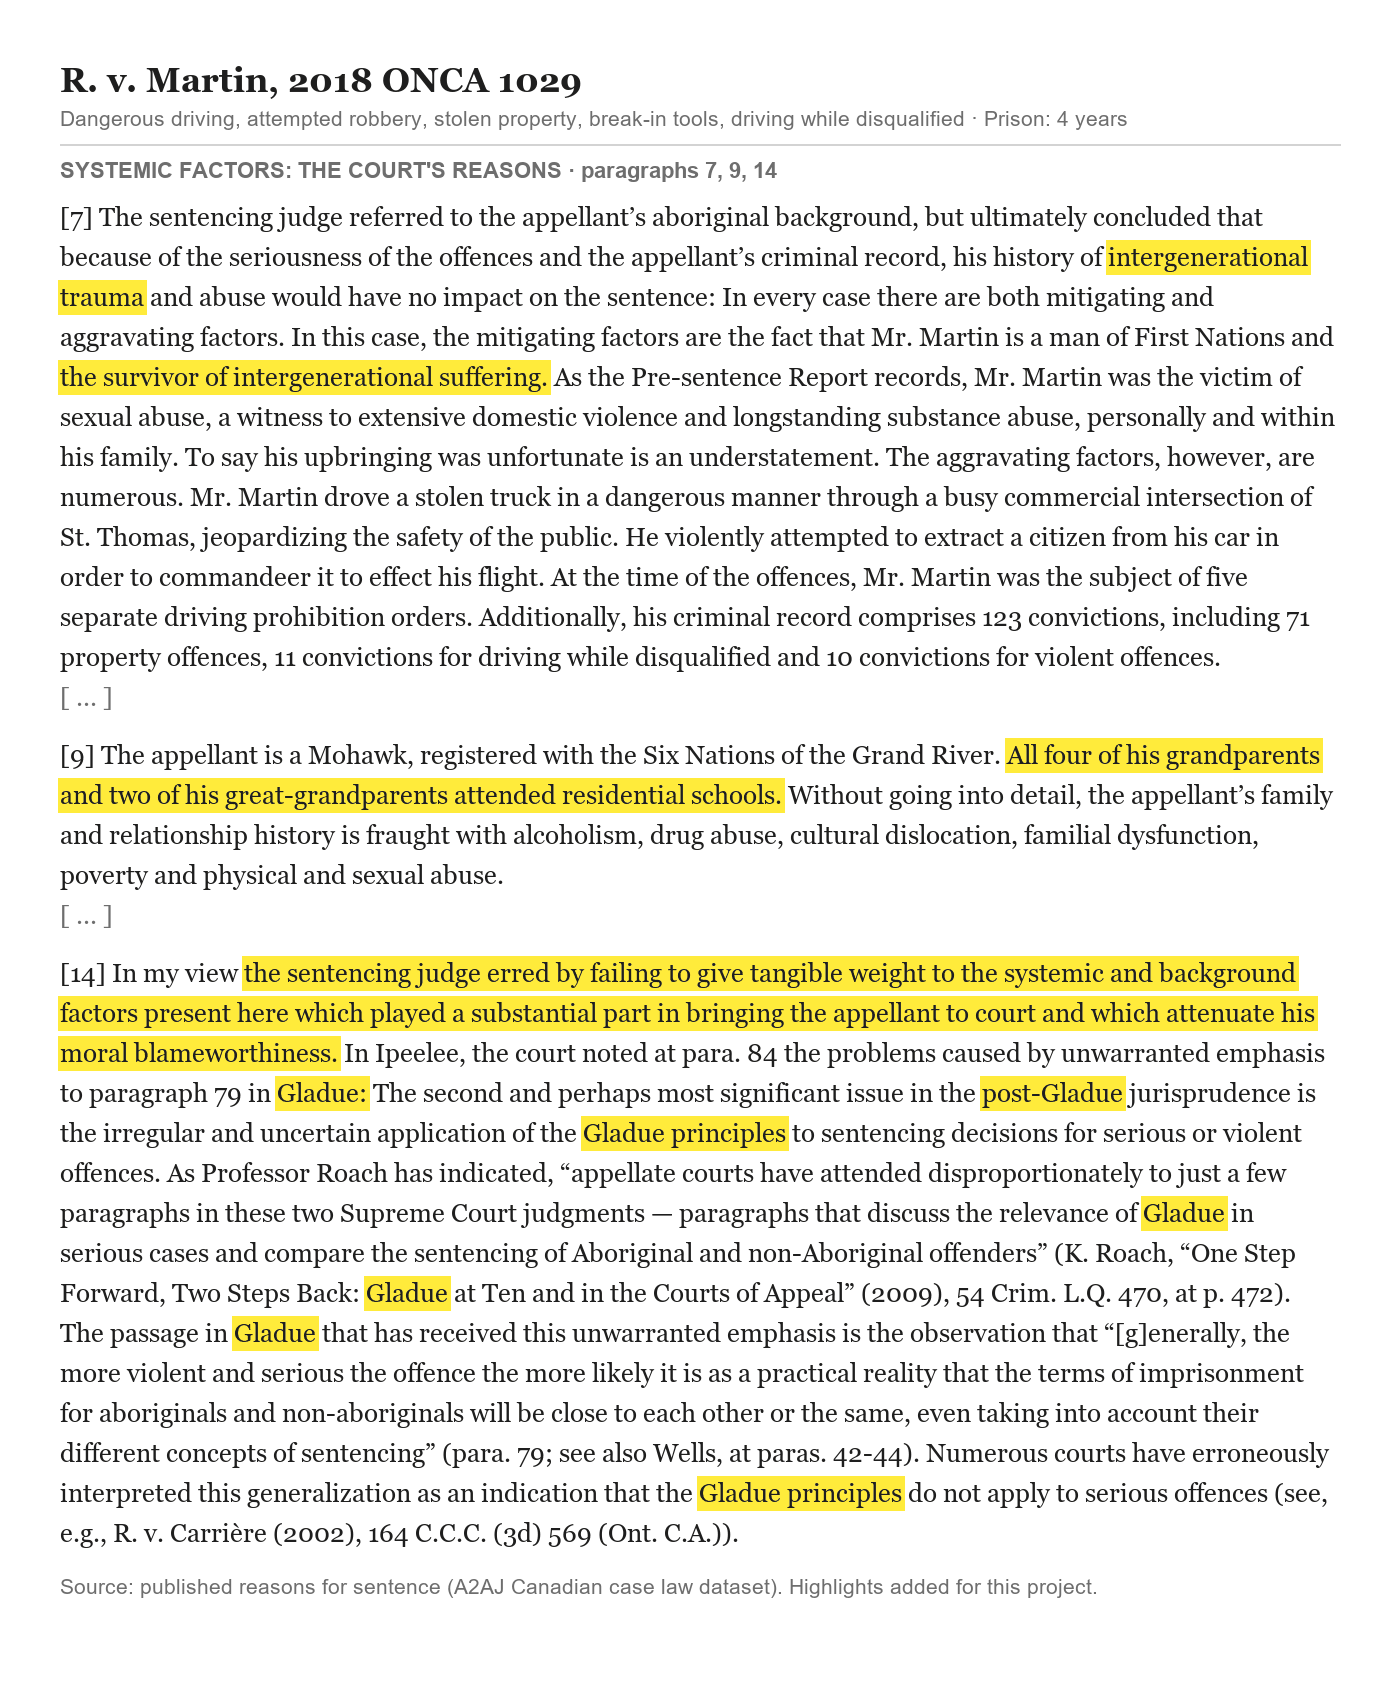 R. v. Martin, 2018 ONCA 1029
Dangerous driving, attempted robbery, stolen property, break-in tools, driving while disqualified · Prison: 4 years
SYSTEMIC FACTORS: THE COURT'S REASONS · paragraphs 7, 9, 14
[7] The sentencing judge referred to the appellant’s aboriginal background, but ultimately concluded that
because of the seriousness of the offences and the appellant’s criminal record, his history of intergenerational
trauma and abuse would have no impact on the sentence: In every case there are both mitigating and
aggravating factors. In this case, the mitigating factors are the fact that Mr. Martin is a man of First Nations and
the survivor of intergenerational suffering. As the Pre-sentence Report records, Mr. Martin was the victim of
sexual abuse, a witness to extensive domestic violence and longstanding substance abuse, personally and within
his family. To say his upbringing was unfortunate is an understatement. The aggravating factors, however, are
numerous. Mr. Martin drove a stolen truck in a dangerous manner through a busy commercial intersection of
St. Thomas, jeopardizing the safety of the public. He violently attempted to extract a citizen from his car in
order to commandeer it to effect his flight. At the time of the offences, Mr. Martin was the subject of five
separate driving prohibition orders. Additionally, his criminal record comprises 123 convictions, including 71
property offences, 11 convictions for driving while disqualified and 10 convictions for violent offences.
[ ... ]
[9] The appellant is a Mohawk, registered with the Six Nations of the Grand River. All four of his grandparents
and two of his great-grandparents attended residential schools. Without going into detail, the appellant’s family
and relationship history is fraught with alcoholism, drug abuse, cultural dislocation, familial dysfunction,
poverty and physical and sexual abuse.
[ ... ]
[14] In my view the sentencing judge erred by failing to give tangible weight to the systemic and background
factors present here which played a substantial part in bringing the appellant to court and which attenuate his
moral blameworthiness. In Ipeelee, the court noted at para. 84 the problems caused by unwarranted emphasis
to paragraph 79 in Gladue: The second and perhaps most significant issue in the post-Gladue jurisprudence is
the irregular and uncertain application of the Gladue principles to sentencing decisions for serious or violent
offences. As Professor Roach has indicated, “appellate courts have attended disproportionately to just a few
paragraphs in these two Supreme Court judgments — paragraphs that discuss the relevance of Gladue in
serious cases and compare the sentencing of Aboriginal and non-Aboriginal offenders” (K. Roach, “One Step
Forward, Two Steps Back: Gladue at Ten and in the Courts of Appeal” (2009), 54 Crim. L.Q. 470, at p. 472).
The passage in Gladue that has received this unwarranted emphasis is the observation that “[g]enerally, the
more violent and serious the offence the more likely it is as a practical reality that the terms of imprisonment
for aboriginals and non-aboriginals will be close to each other or the same, even taking into account their
different concepts of sentencing” (para. 79; see also Wells, at paras. 42-44). Numerous courts have erroneously
interpreted this generalization as an indication that the Gladue principles do not apply to serious offences (see,
e.g., R. v. Carrière (2002), 164 C.C.C. (3d) 569 (Ont. C.A.)).
Source: published reasons for sentence (A2AJ Canadian case law dataset). Highlights added for this project.